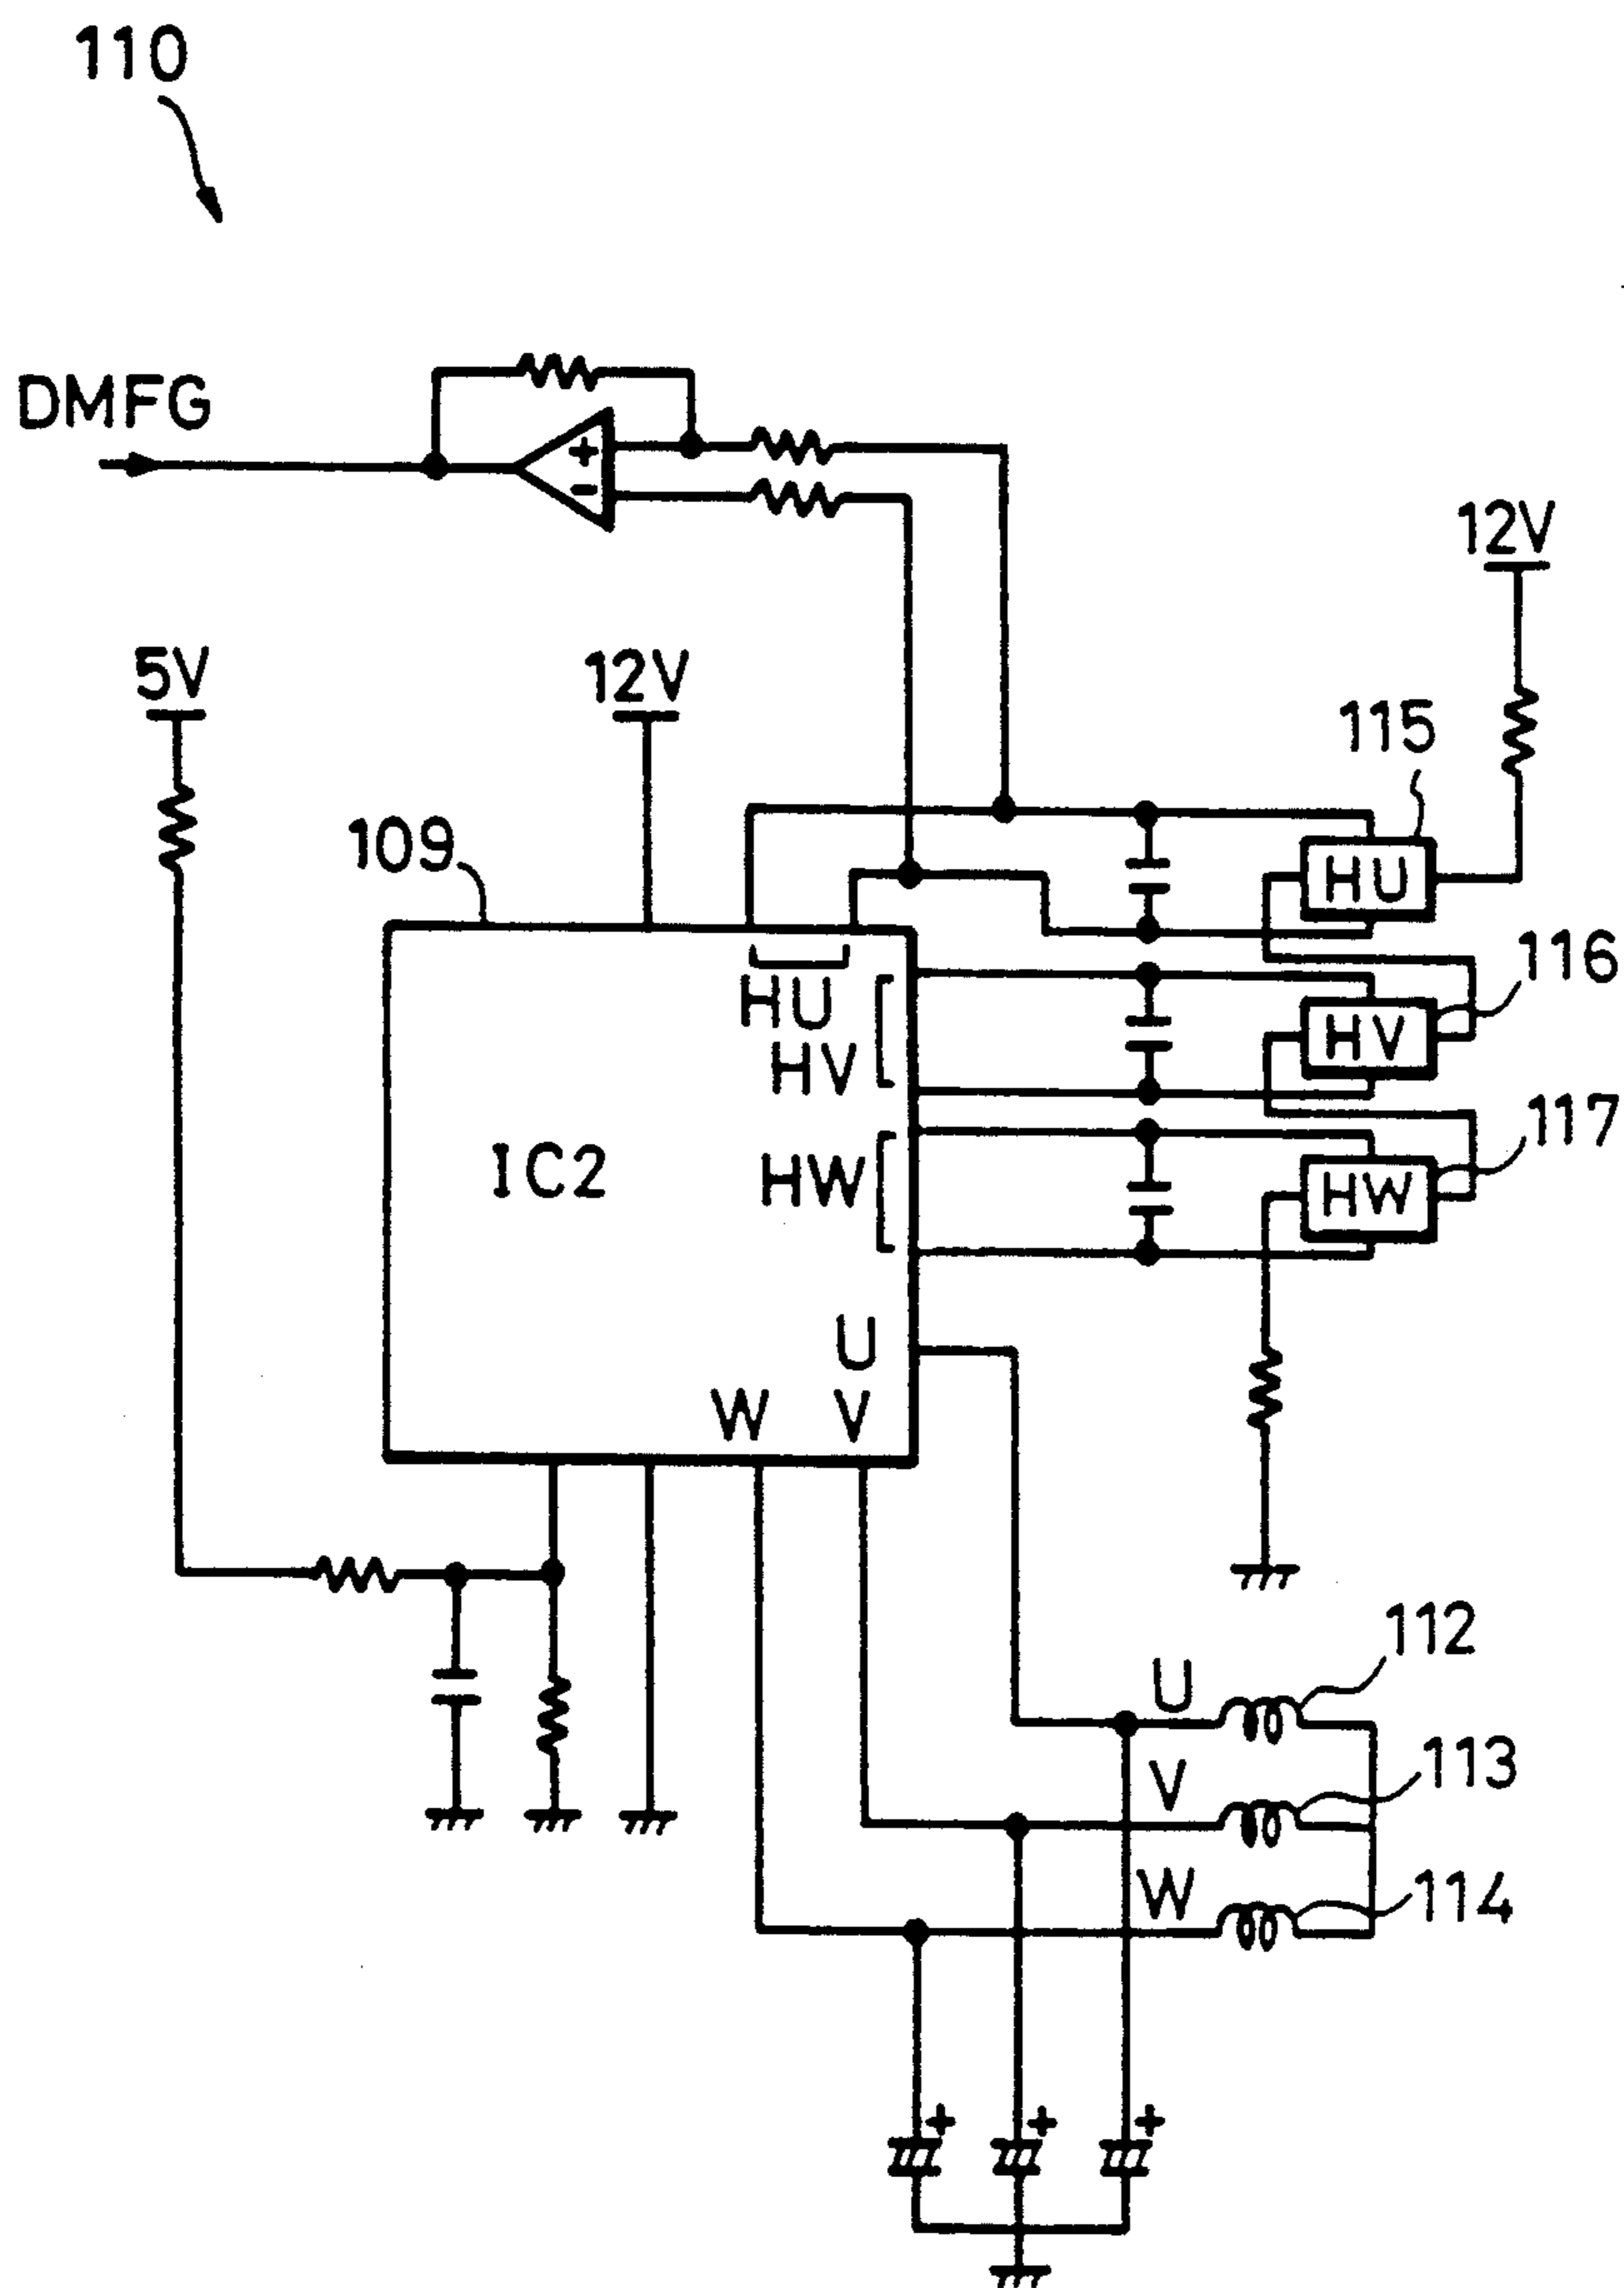 110
DMFG
+
-
12V
5V
12V
115
109
HU
116
HU
HV
HV
117
IC2
HW
HW
U
W V
112
U
113
V
114
W
+ + +